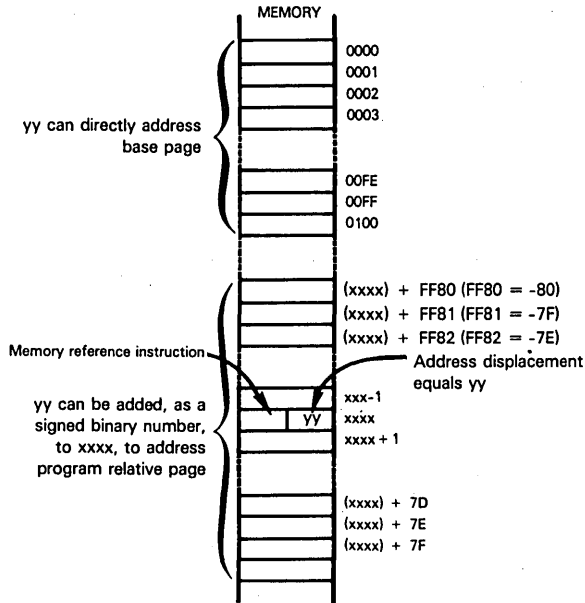 MEMORY
0000
0001
0002
0003
yy can directly address
base page
00FE
00FF
0100
(xxxx) + FF80 (FF80 = -80)
(xxxx) + FF81 (FF81 = -7F)
(xxxx) + FF82 (FF82 = -7E)
Memory reference instruction
Address displacement
equals yy
xxx-1
yy
xxxx
xxxx + 1
yy can be added, as a
signed binary number,
to xxxx, to address
program relative page
(xxxx) + 7D
(xxxx) + 7E
(xxxx) + 7F